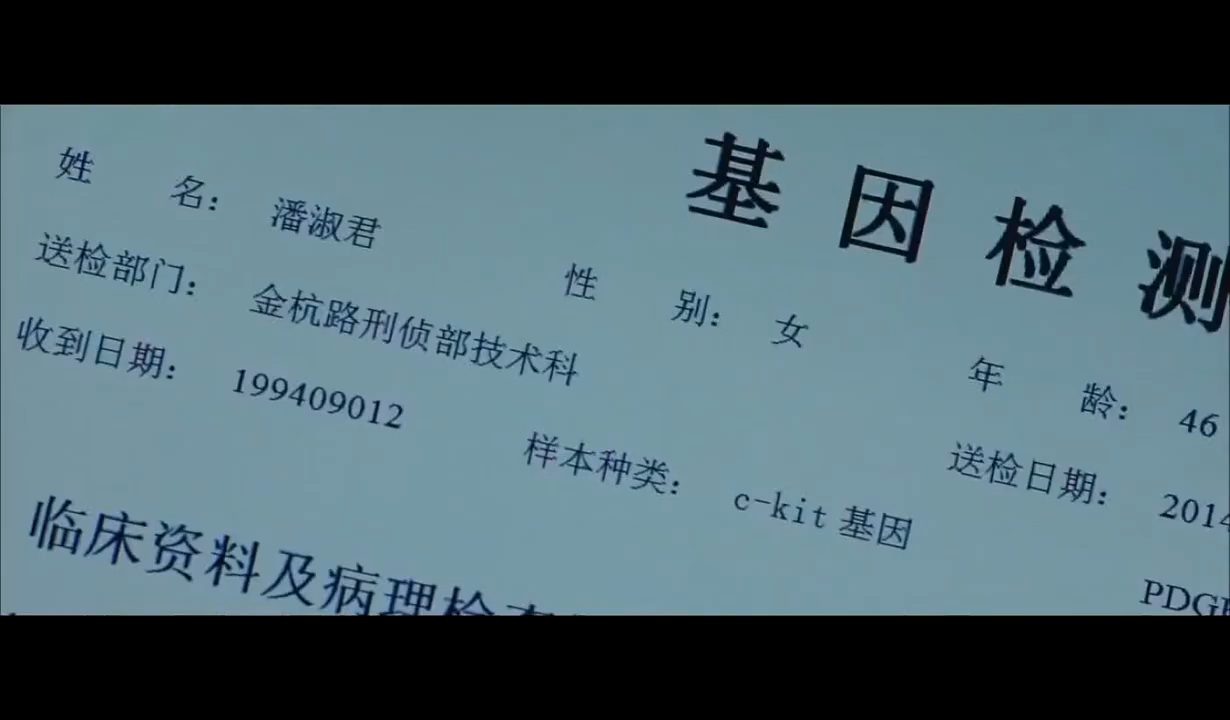 基因检测
姓 名： 潘淑君 性 别： 女 年 龄： 46
送检部门： 金杭路刑侦部技术科 送检日期： 2014
收到日期： 199409012 样本种类： c-kit 基因 PDG
临床资料及病理检查